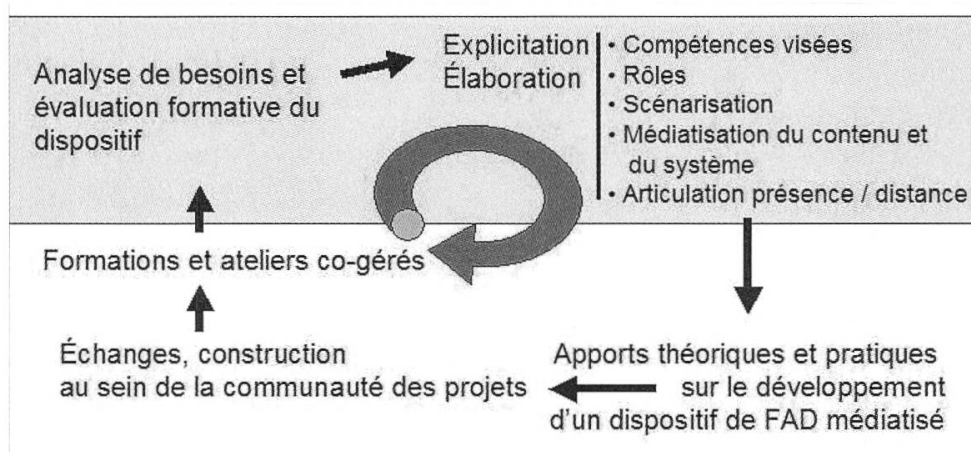 Analyse de besoins et
évaluation formative du
dispositif
Explicitation
Élaboration
• Compétences visées
• Rôles
• Scénarisation
• Médiatisation du contenu et
du système
• Articulation présence / distance
Formations et ateliers co-gérés
Échanges, construction
au sein de la communauté des projets
Apports théoriques et pratiques
sur le développement
d'un dispositif de FAD médiatisé